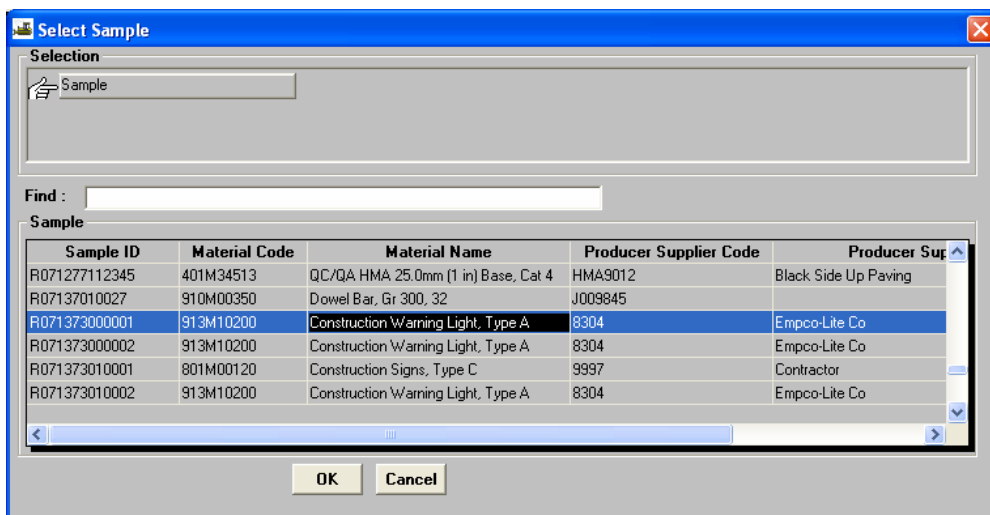 Select Sample
Selection
Sample
Find :
Sample
Sample ID Material Code Material Name Producer Supplier Code Producer Sup
R071277112345 401M34513 QC/QA HMA 25.0mm (1 in) Base, Cat 4 HMA9012 Black Side Up Paving
R07137010027 910M00350 Dowel Bar, Gr 300, 32 J009845
R071373000001 913M10200 Construction Warning Light, Type A 8304 Empco-Lite Co
R071373000002 913M10200 Construction Warning Light, Type A 8304 Empco-Lite Co
R071373010001 801M00120 Construction Signs, Type C 9997 Contractor
R071373010002 913M10200 Construction Warning Light, Type A 8304 Empco-Lite Co
OK Cancel